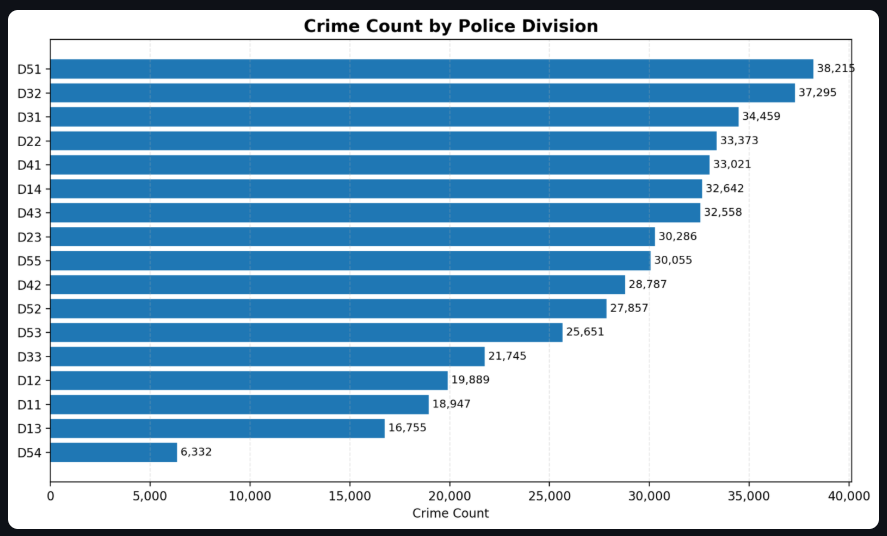 Crime Count by Police Division
D51 38,215
D32 37,295
D31 34,459
D22 33,373
D41 33,021
D14 32,642
D43 32,558
D23 30,286
D55 30,055
D42 28,787
D52 27,857
D53 25,651
D33 21,745
D12 19,889
D11 18,947
D13 16,755
D54 6,332
0 5,000 10,000 15,000 20,000 25,000 30,000 35,000 40,000
Crime Count